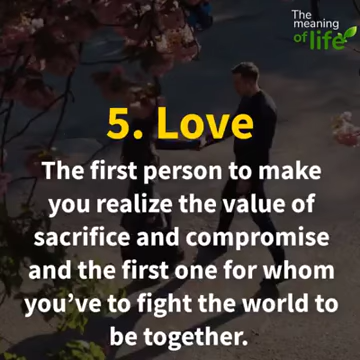 The
meaning
of life
5. Love
The first person to make
you realize the value of
sacrifice and compromise
and the first one for whom
you've to fight the world to
be together.